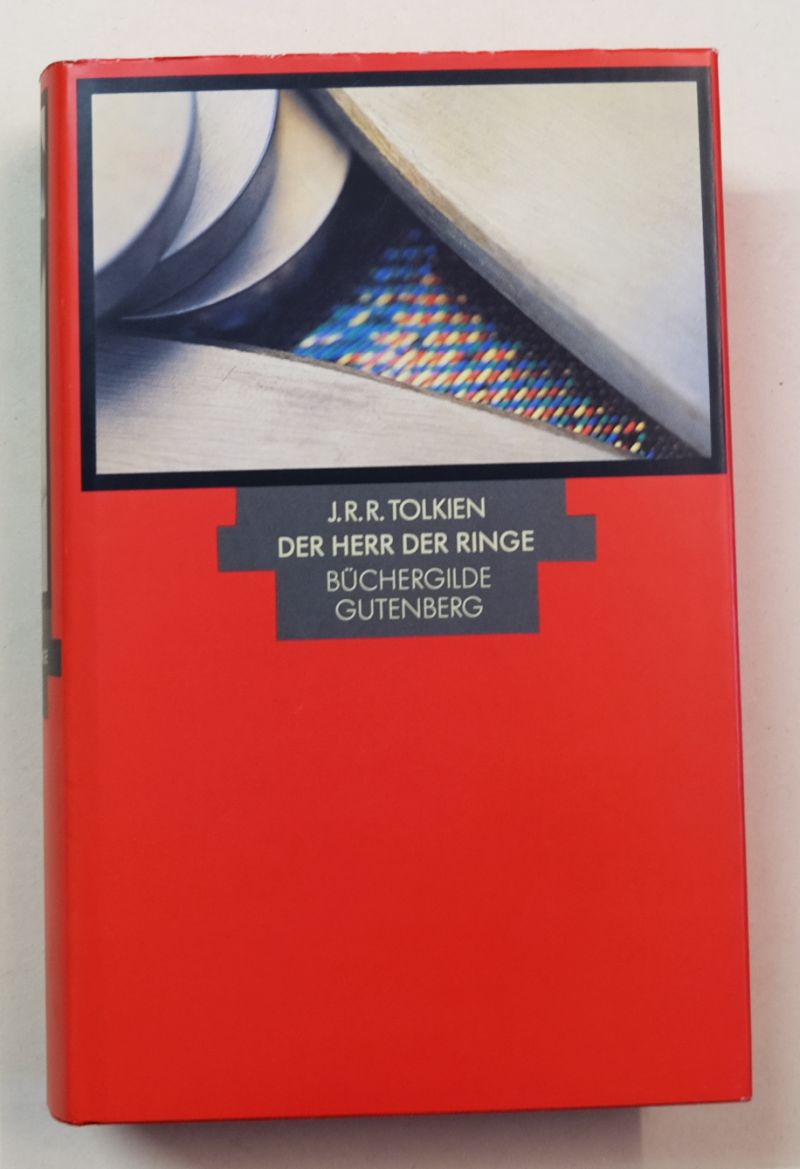 J.R.R. TOLKIEN
DER HERR DER RINGE
BÜCHERGILDE
GUTENBERG